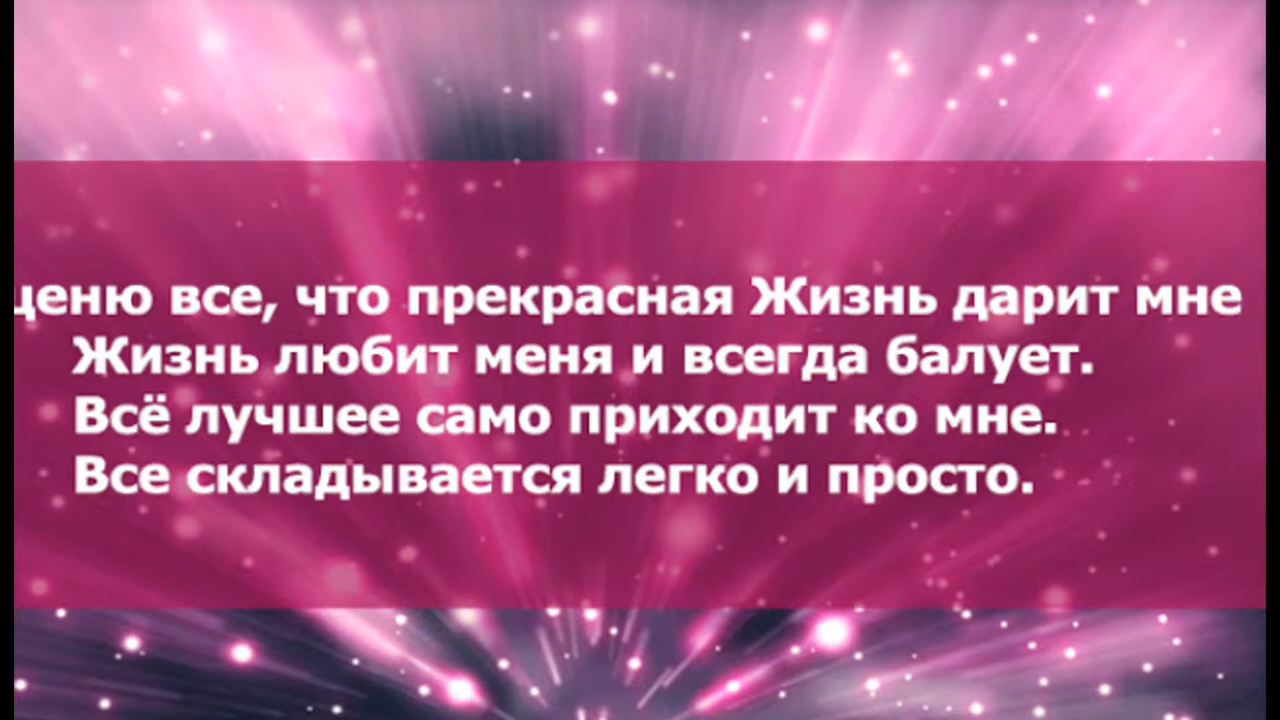 ценю все, что прекрасная Жизнь дарит мне
Жизнь любит меня и всегда балует.
Всё лучшее само приходит ко мне.
Все складывается легко и просто.